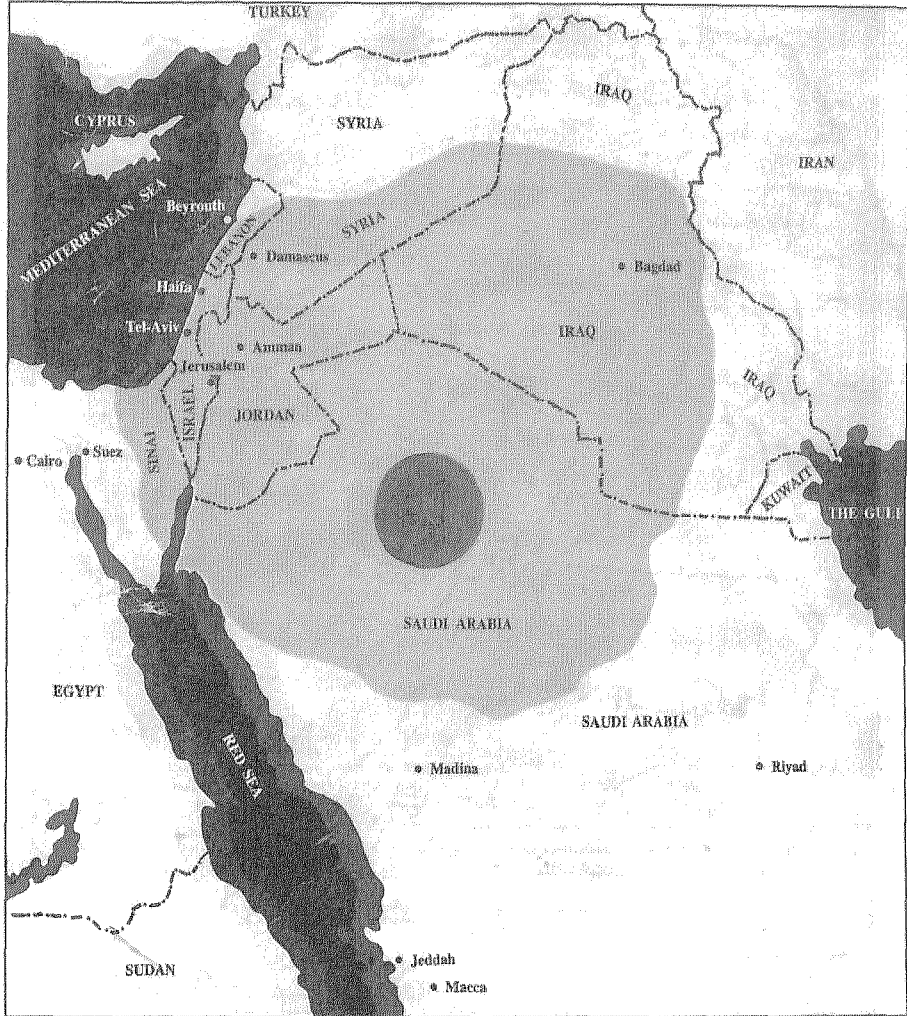 TURKEY
IRAQ
CYPRUS
SYRIA
IRAN
MEDITERRANEAN SEA
Beyrouth
LEBANON
SYRIA
Damascus
Bagdad
Haifa
Tel-Aviv
IRAQ
Amman
Jerusalem
IRAQ
ISRAEL
JORDAN
SINAI
Cairo
Suez
KUWAIT
THE GULF
SAUDI ARABIA
EGYPT
SAUDI ARABIA
RED SEA
Madina
Riyad
Jeddah
SUDAN
Macca